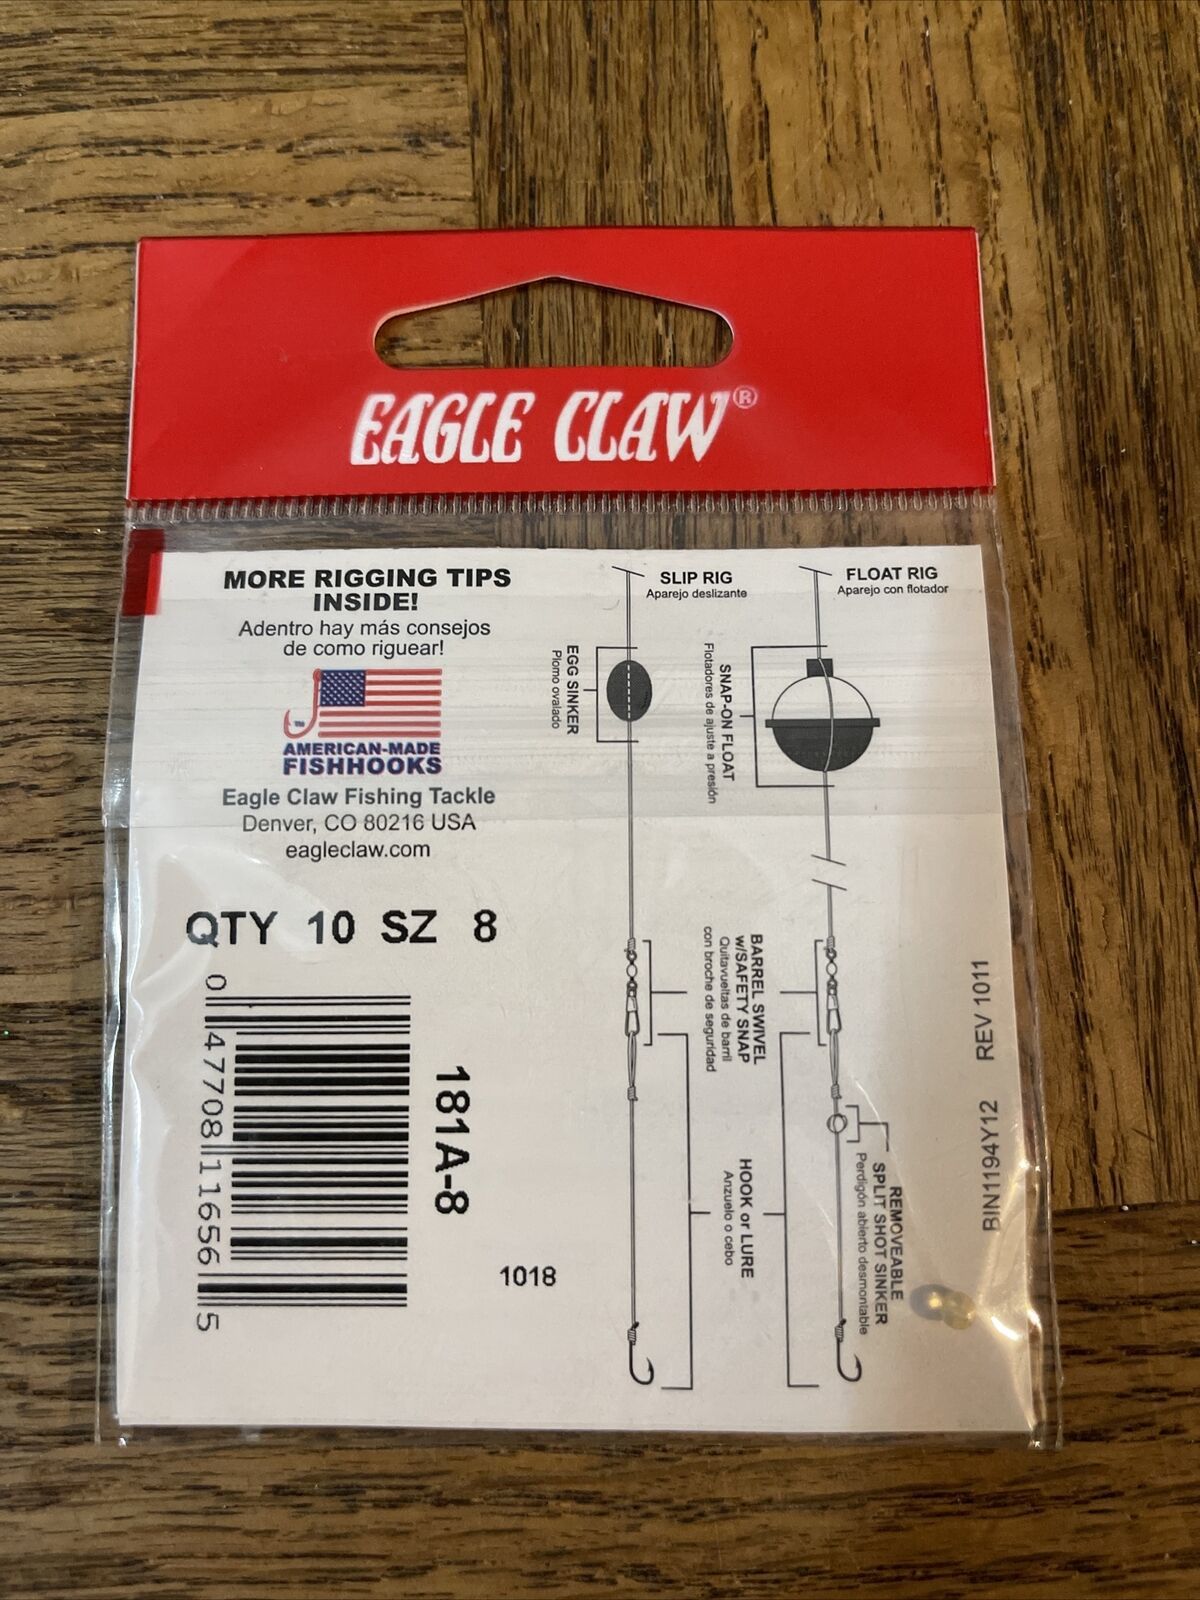 EAGLE CLAW®
MORE RIGGING TIPS
INSIDE!
Adentro hay más consejos
de como riguear!
TM
AMERICAN-MADE
FISHHOOKS
Eagle Claw Fishing Tackle
Denver, CO 80216 USA
eagleclaw.com
QTY 10 SZ 8
0 47708 11656 5
181A-8
1018
SLIP RIG
Aparejo deslizante
EGG SINKER
Plomo ovalado
FLOAT RIG
Aparejo con flotador
SNAP-ON FLOAT
Flotadores de ajuste a presión
BARREL SWIVEL
w/SAFETY SNAP
Quitavueltas de barril
con broche de seguridad
HOOK or LURE
Anzuelo o cebo
REMOVEABLE
SPLIT SHOT SINKER
Perdigón abierto desmontable
BIN1194Y12 REV 1011